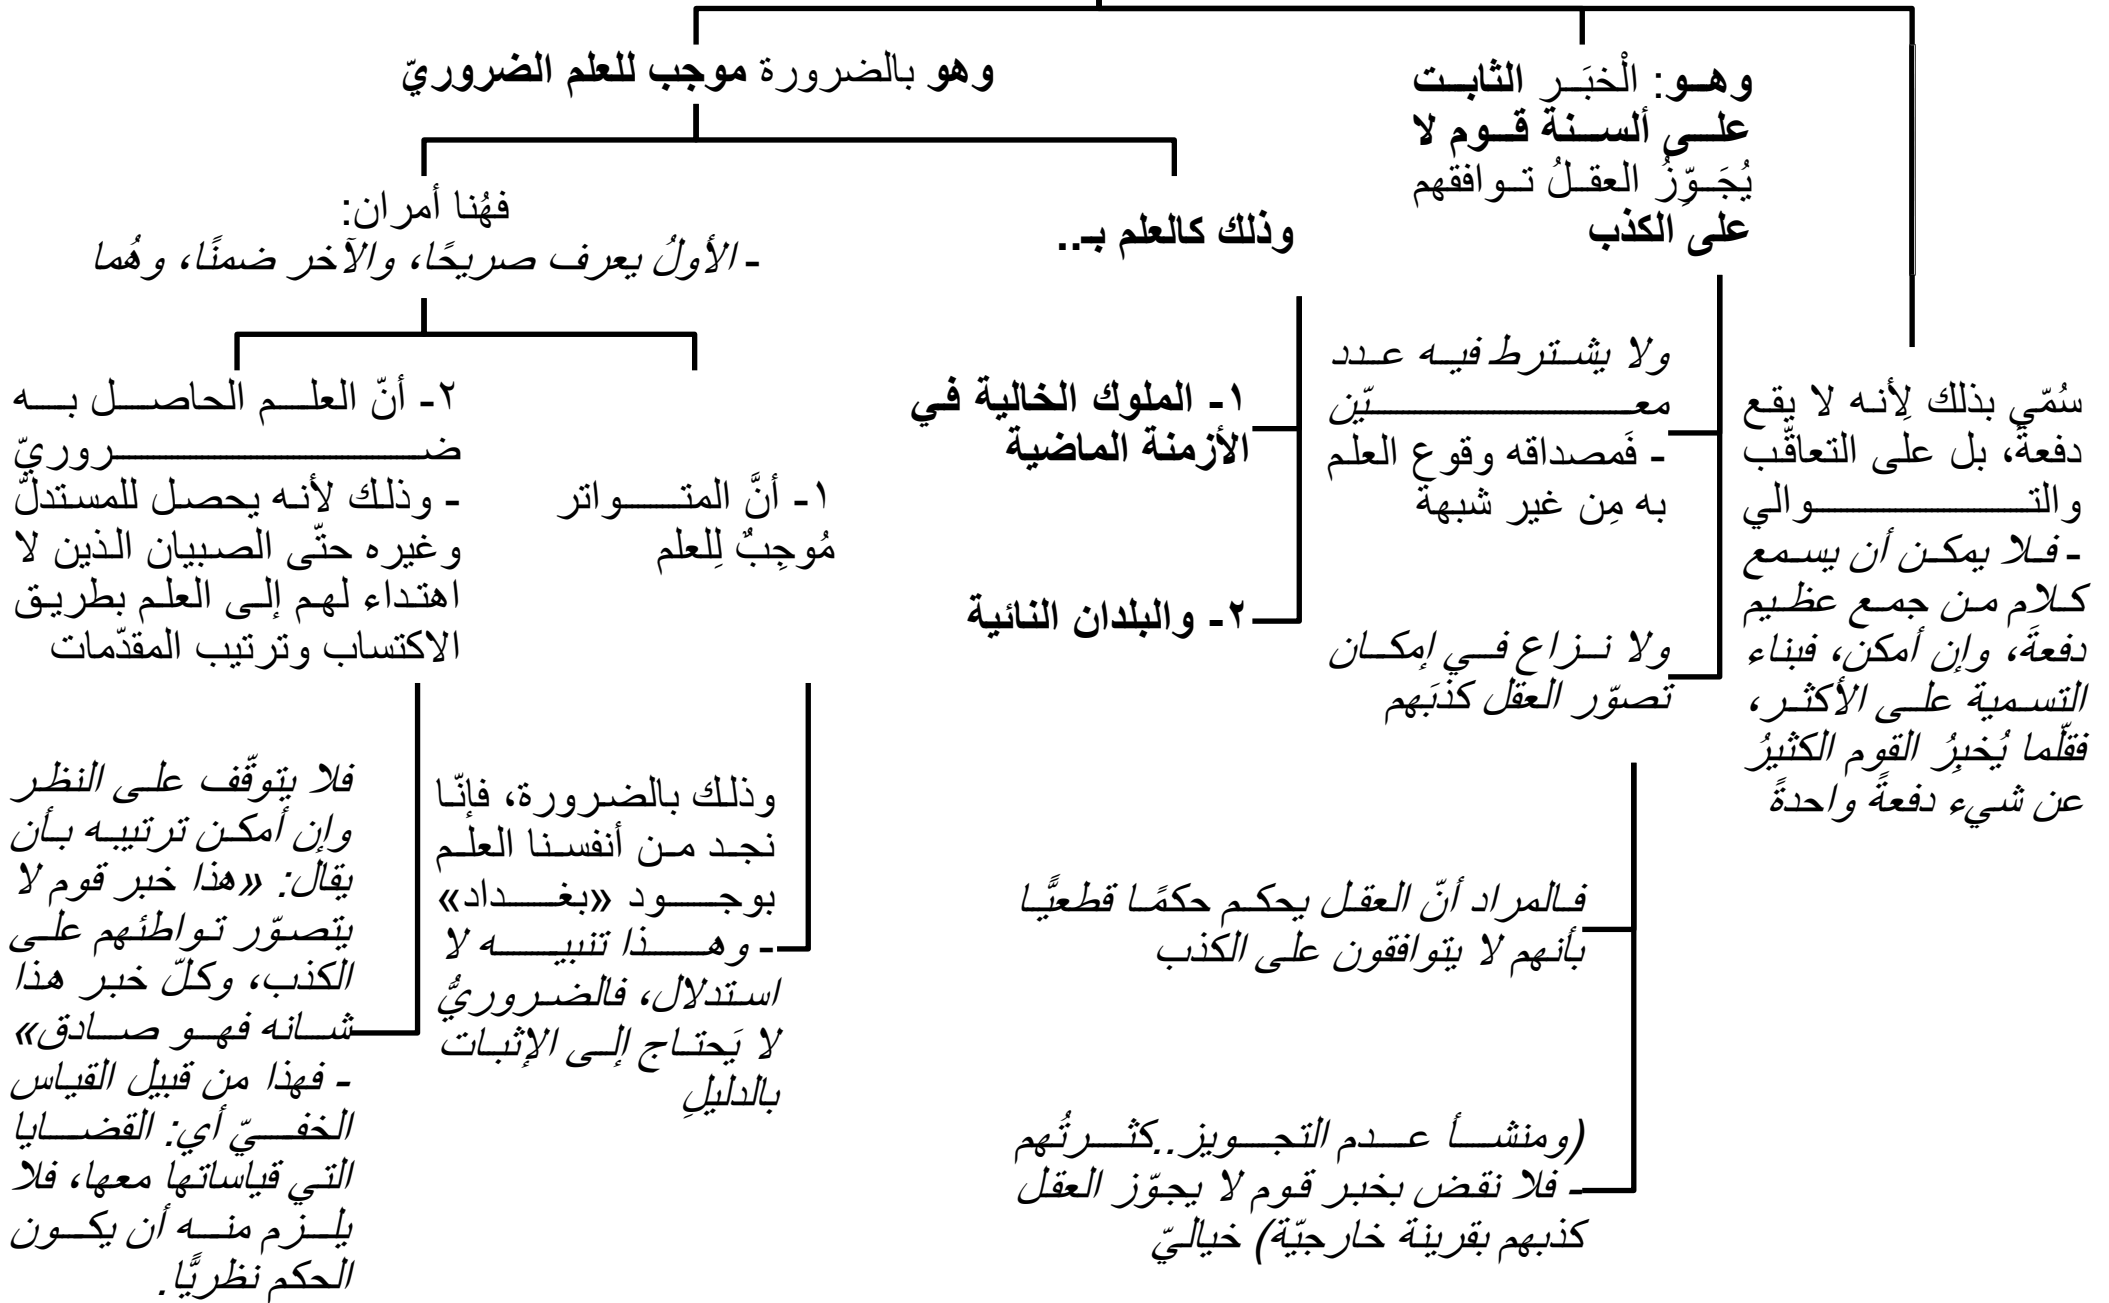 سُمّي بذلك لِأنه لا يقع
دفعةً، بل على التعاقُب
والتوالي
- فلا يمكن أن يسمع
كلام من جمع عظيم
دفعةَ، وإن أمكن، فبناء
التسمية على الأكثر،
فقلّما يُخبِرُ القوم الكثيرُ
عن شيء دفعةً واحدةً
وهو: الْخبَر الثابت
على ألسنة قوم لا
يُجَوِّزُ العقلُ توافقهم
على الكذب
ولا يشترط فيه عدد
معيّن
- فَمصداقه وقوع العلم
به مِن غير شبهة
ولا نزاع في إمكان
تصوّر العقل كذبَهم
فالمراد أنّ العقل يحكم حكمًا قطعيًّا
بأنهم لا يتوافقون على الكذب
(ومنشأ عدم التجويز..كثرتُهم
- فلا نقض بخبر قوم لا يجوّز العقل
كذبهم بقرينة خارجيّة) خياليّ
وهو بالضرورة موجب للعلم الضروريّ
وذلك كالعلم بـ..
١- الملوك الخالية في
الأزمنة الماضية
٢- والبلدان النائية
فهُنا أمران:
- الأولُ يعرف صريحًا، والآخر ضمنًا، وهُما
١- أنَّ المتواتر
مُوجِبٌ لِلعلم
وذلك بالضرورة، فإنّا
نجد من أنفسنا العلم
بوجود «بغداد»
- وهذا تنبيه لا
استدلال، فالضروريُّ
لا يَحتاج إلى الإثبات
بالدليلِ
٢- أنّ العلم الحاصل به
ضروريّ
- وذلك لأنه يحصل للمستدلّ
وغيره حتّى الصبيان الذين لا
اهتداء لهم إلى العلم بطريق
الاكتساب وترتيب المقدّمات
فلا يتوقّف على النظر
وإن أمكن ترتيبه بأن
يقال: «هذا خبر قوم لا
يتصوّر تواطئهم على
الكذب، وكلّ خبر هذا
شانه فهو صادق»
- فهذا من قبيل القياس
الخفيّ أي: القضايا
التي قياساتها معها، فلا
يلزم منه أن يكون
الحكم نظريًّا.